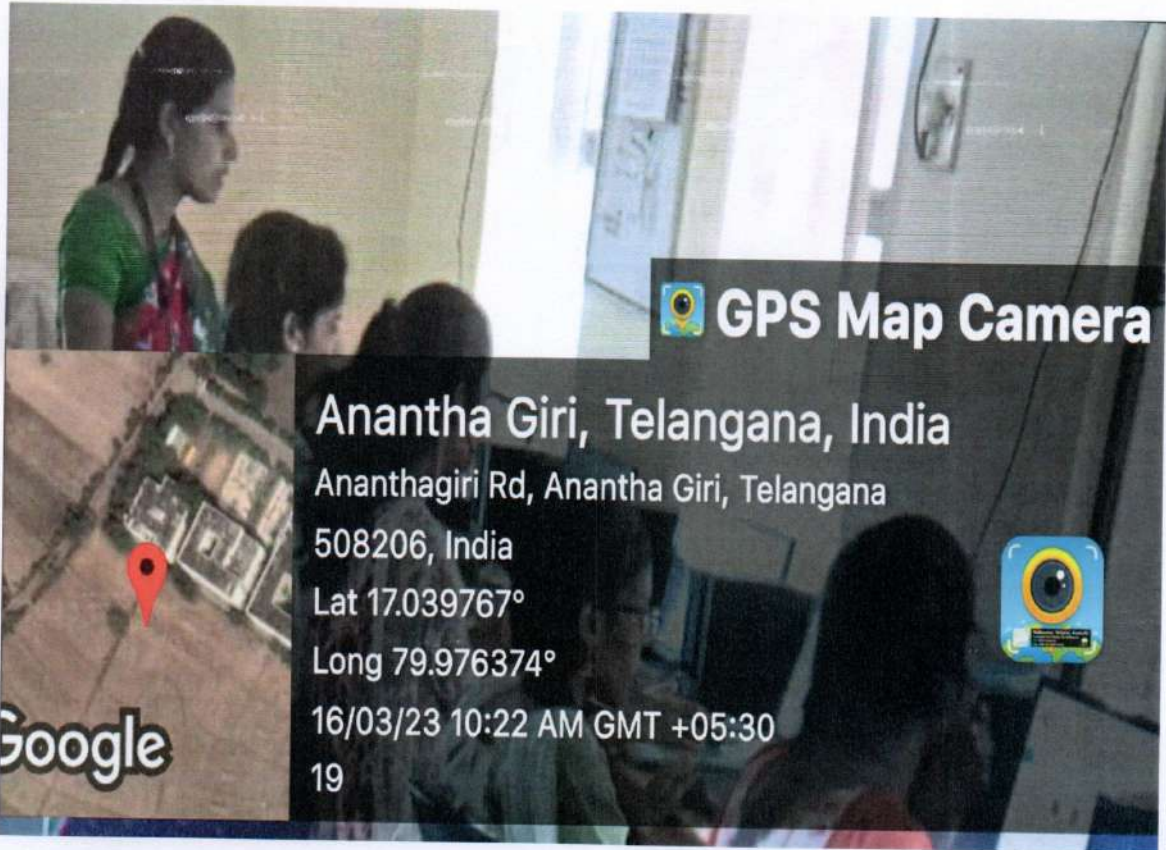 GPS Map Camera
Anantha Giri, Telangana, India
Ananthagiri Rd, Anantha Giri, Telangana
508206, India
Lat 17.039767°
Long 79.976374°
16/03/23 10:22 AM GMT +05:30
19
Google